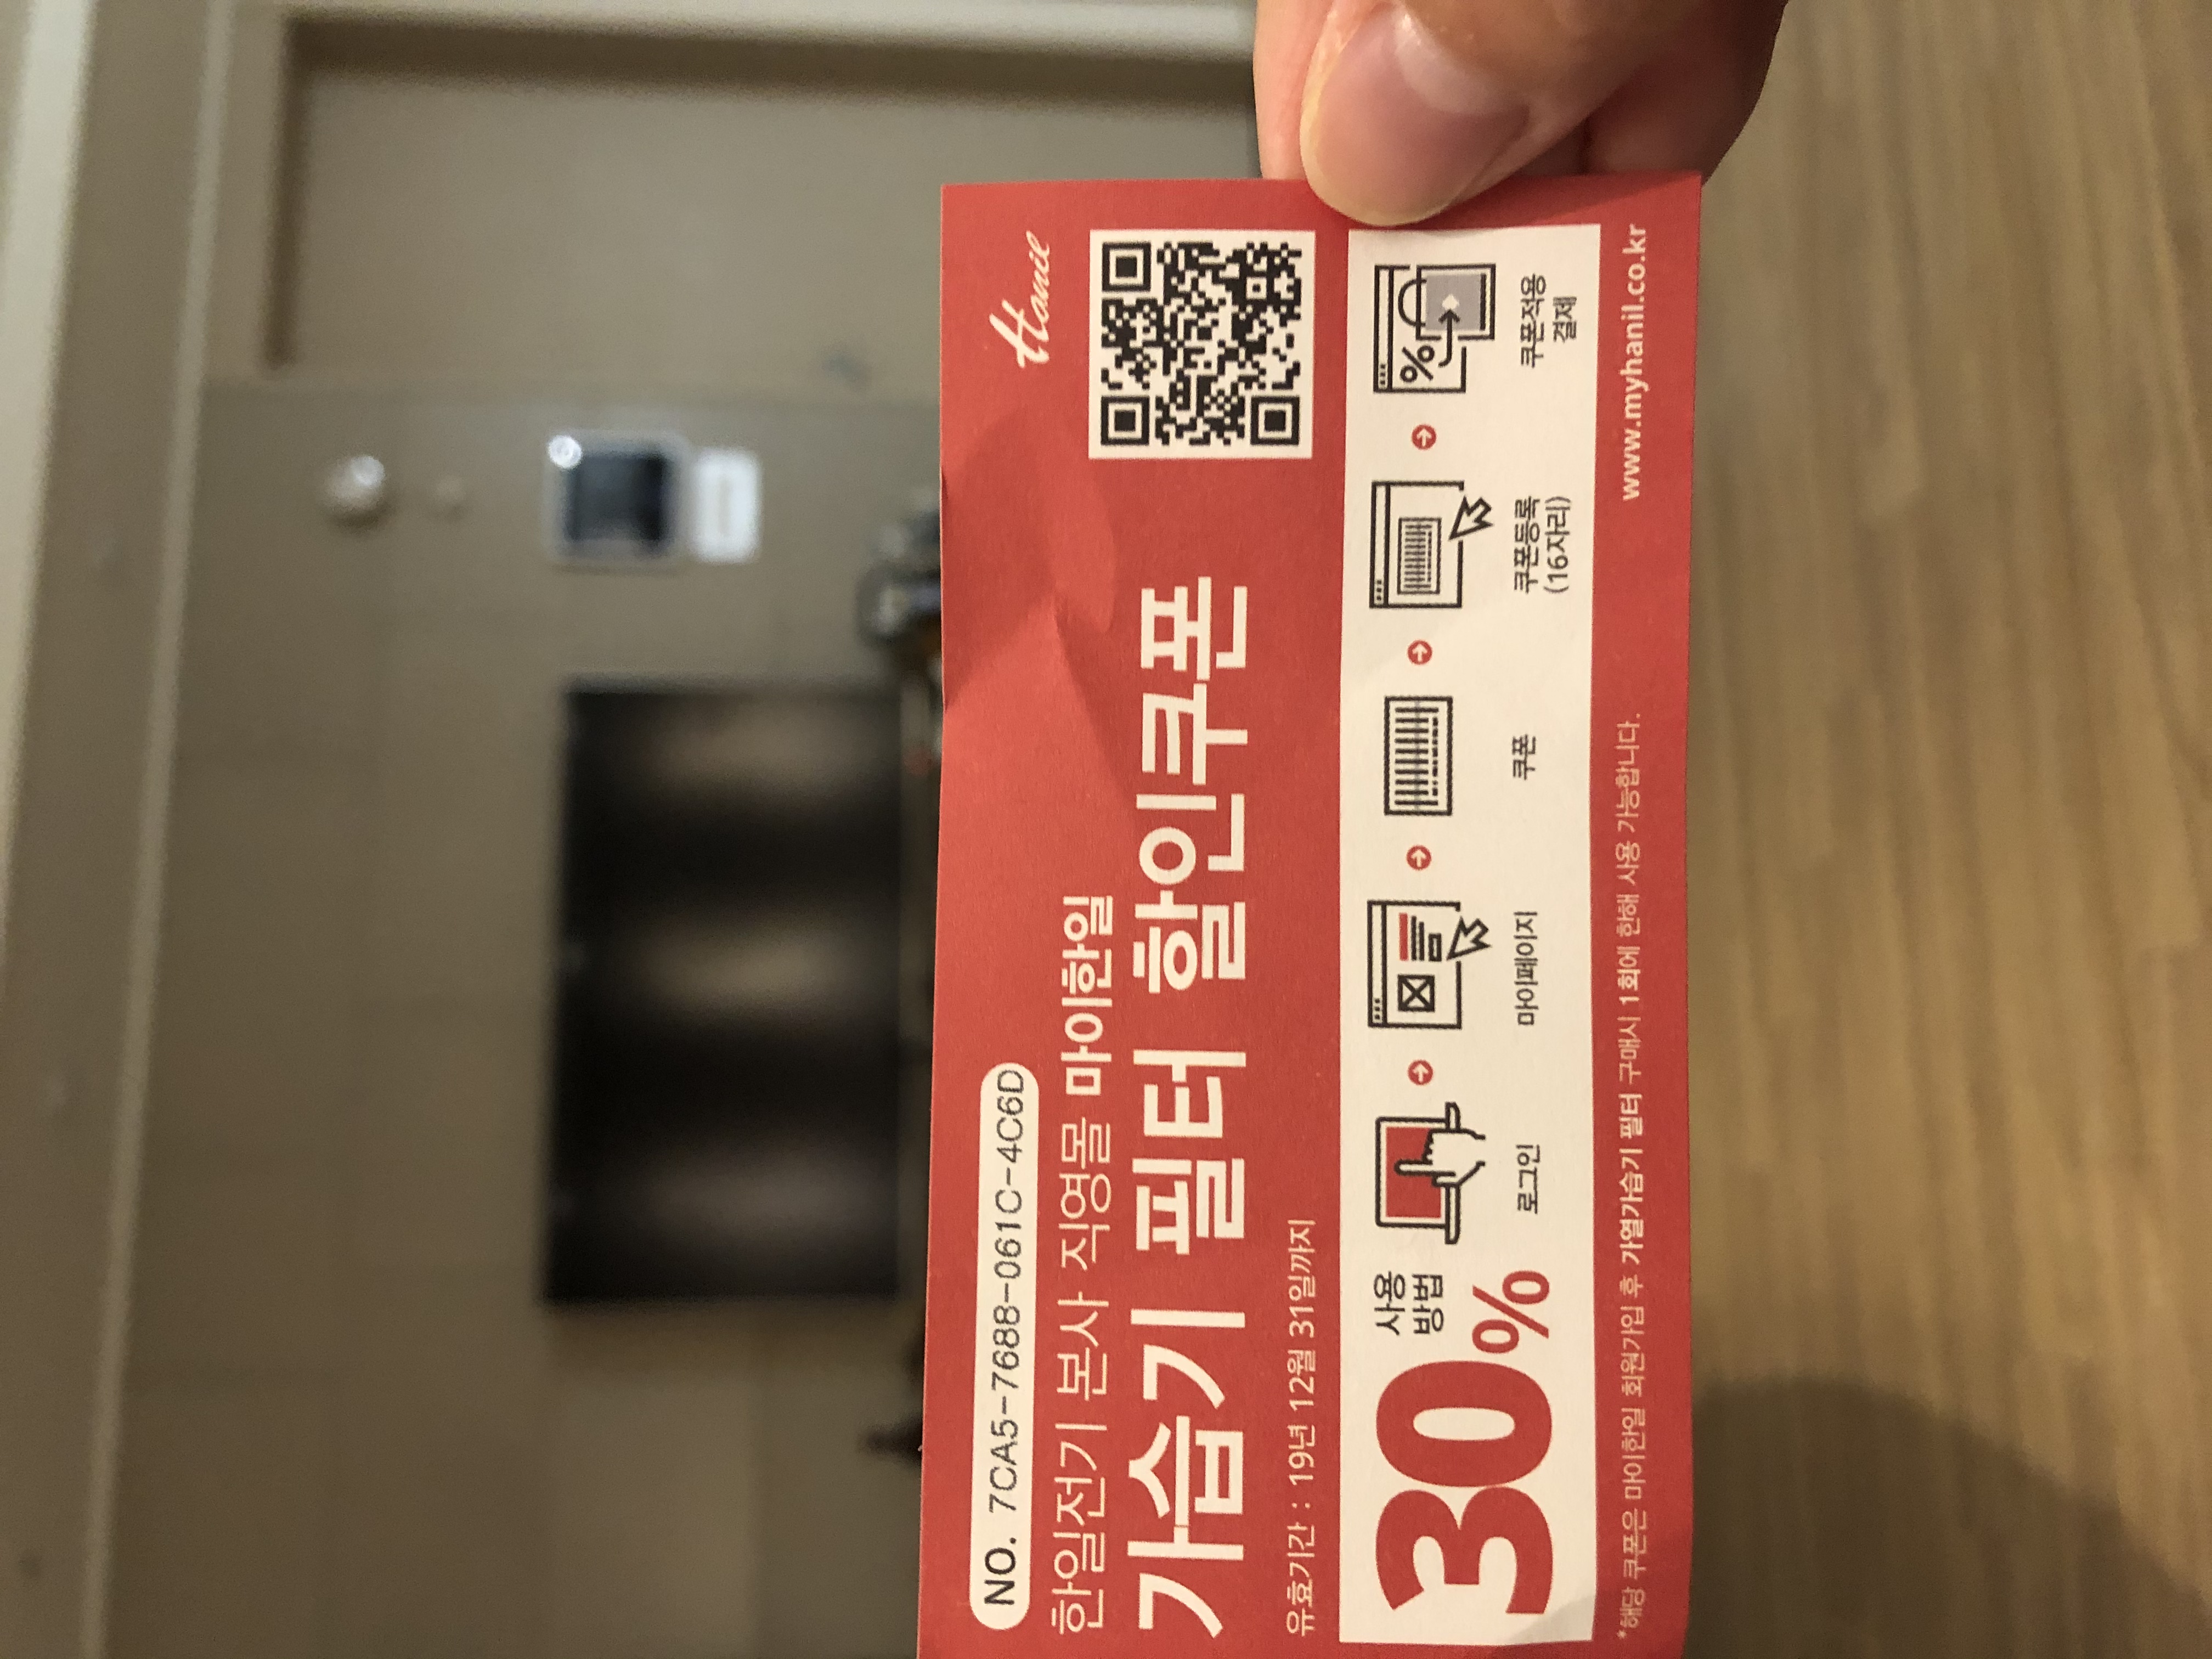 NO. 7CA5-7688-061C-4C6D
Hanil
한일전기 본사 직영몰 마이한일
가습기 필터 할인쿠폰
유효기간 : 19년 12월 31일까지
30%
사용
방법
로그인
마이페이지
쿠폰
쿠폰등록
(16자리)
%
쿠폰적용
결제
*해당 쿠폰은 마이한일 회원가입 후 가열가습기 필터 구매시 1회에 한해 사용 가능합니다.
www.myhanil.co.kr